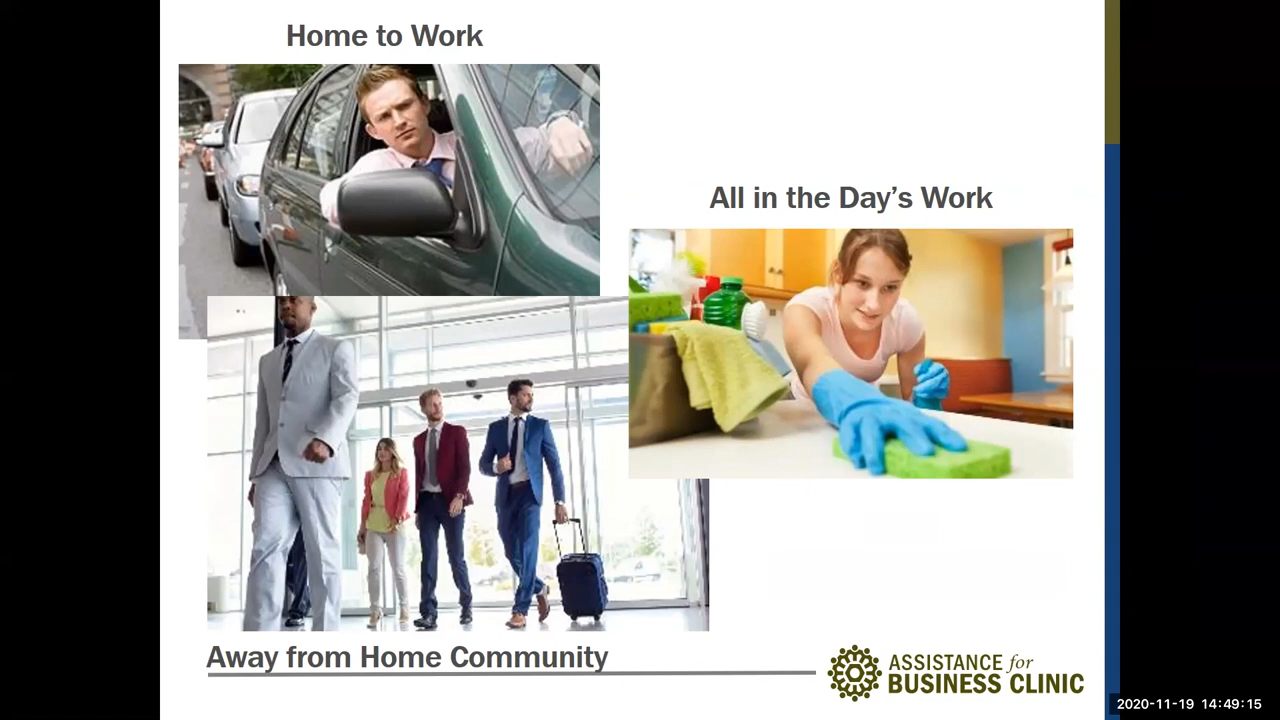 Home to Work
All in the Day's Work
Away from Home Community
ASSISTANCE for
BUSINESS CLINIC
2020-11-19 14:49:15